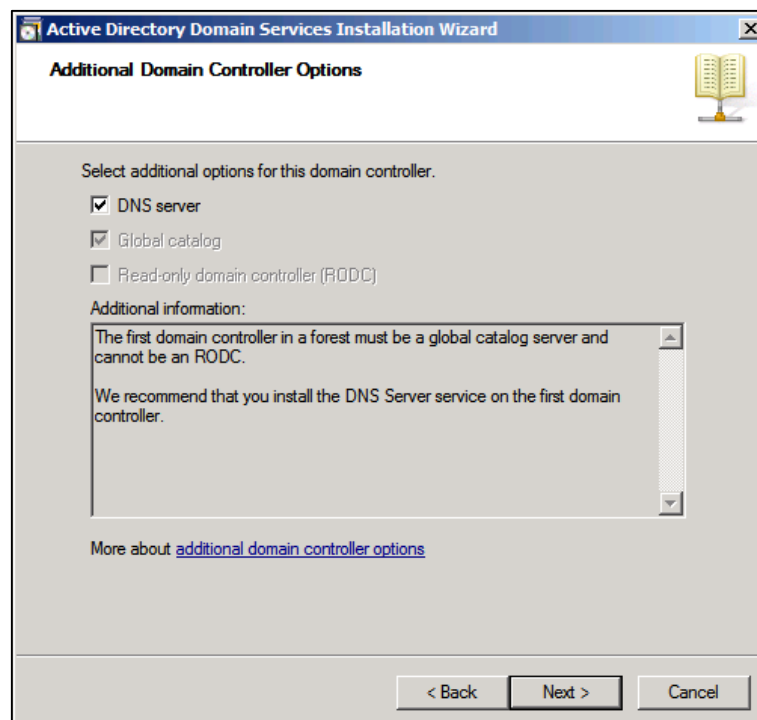 Active Directory Domain Services Installation Wizard
Additional Domain Controller Options
Select additional options for this domain controller.
DNS server
Global catalog
Read-only domain controller (RODC)
Additional information:
The first domain controller in a forest must be a global catalog server and
cannot be an RODC.
We recommend that you install the DNS Server service on the first domain
controller.
More about additional domain controller options
< Back
Next >
Cancel